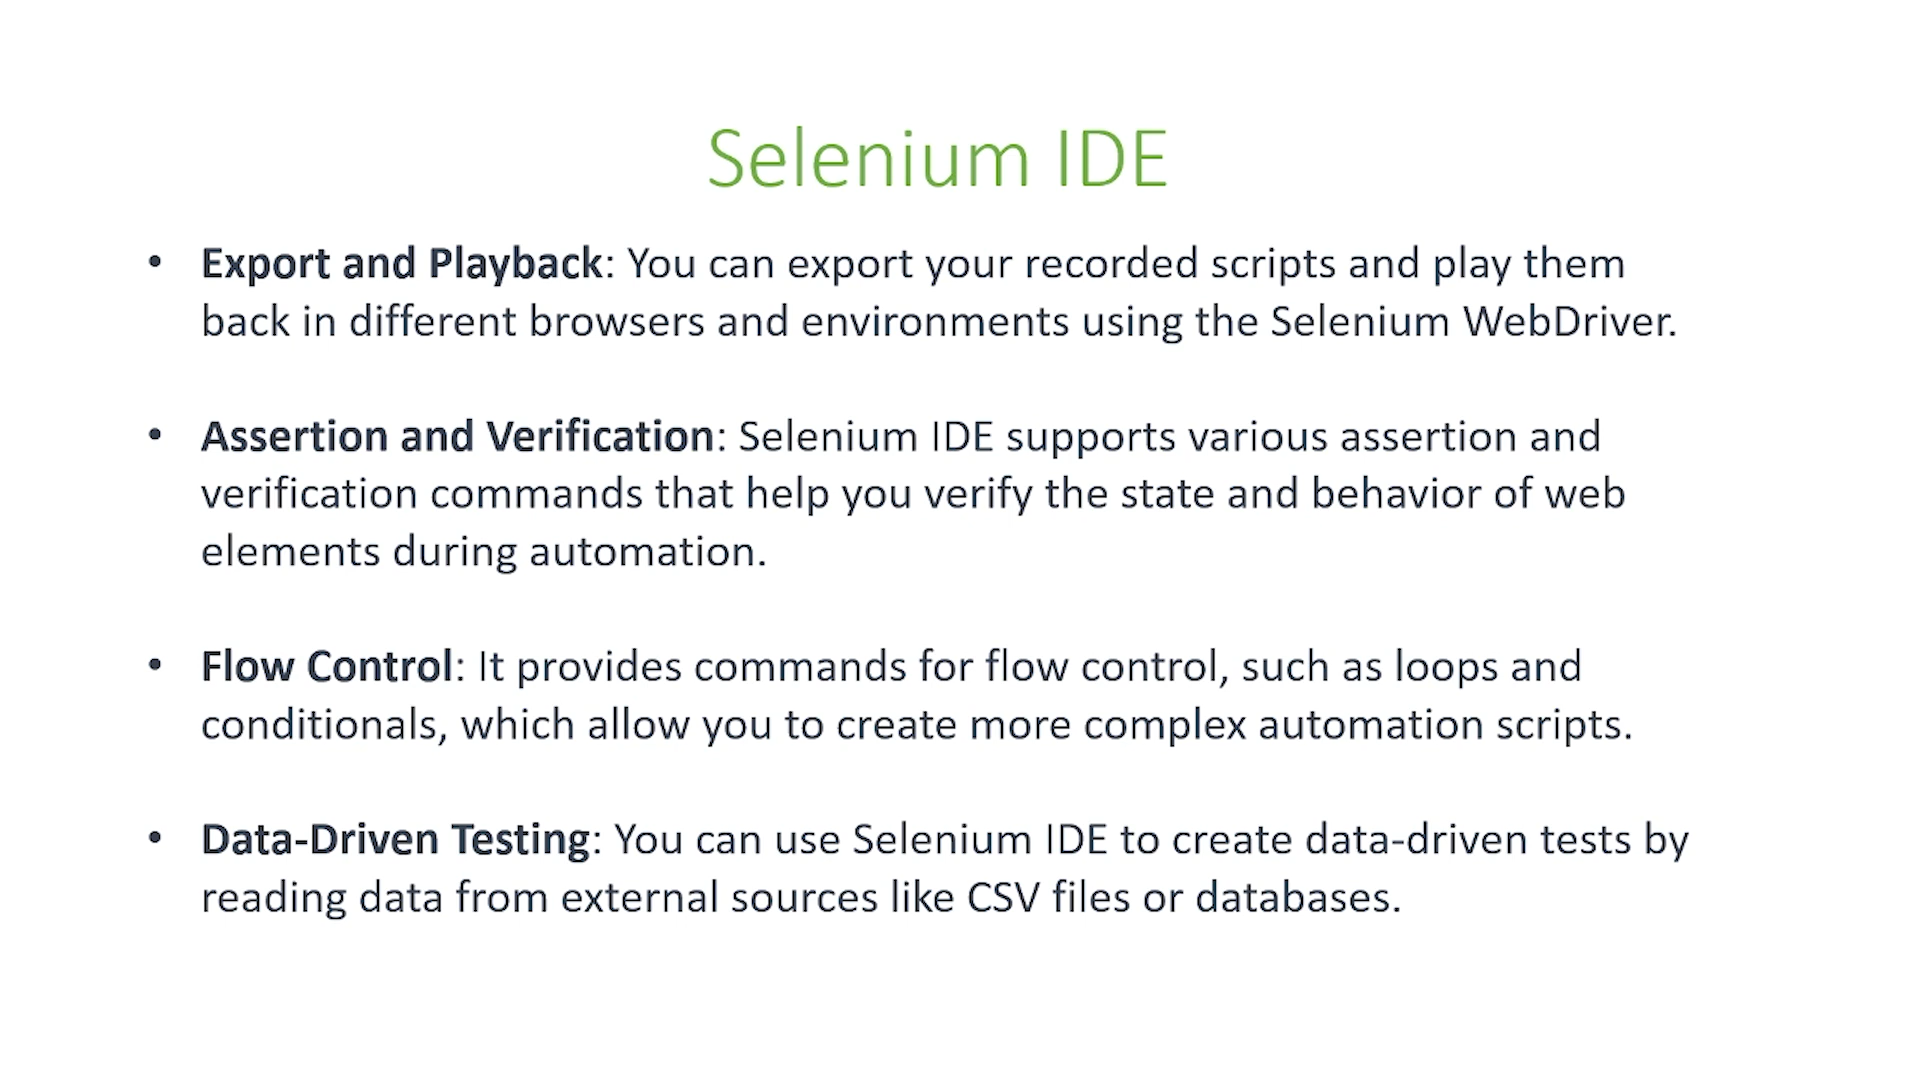 Selenium IDE
• Export and Playback: You can export your recorded scripts and play them
back in different browsers and environments using the Selenium WebDriver.
• Assertion and Verification: Selenium IDE supports various assertion and
verification commands that help you verify the state and behavior of web
elements during automation.
• Flow Control: It provides commands for flow control, such as loops and
conditionals, which allow you to create more complex automation scripts.
• Data-Driven Testing: You can use Selenium IDE to create data-driven tests by
reading data from external sources like CSV files or databases.